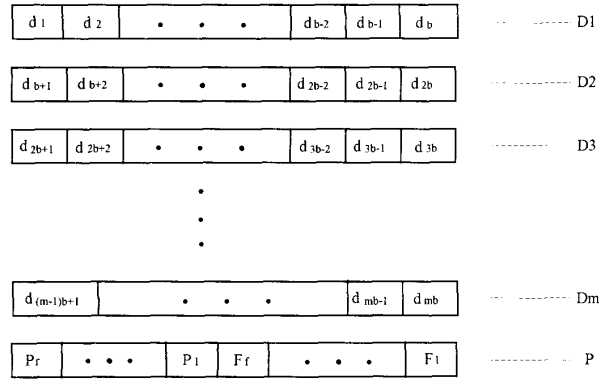 d 1 d 2 • • • d b-2 d b-1 d b D1
d b+1 d b+2 • • • d 2b-2 d 2b-1 d 2b D2
d 2b+1 d 2b+2 • • • d 3b-2 d 3b-1 d 3b D3
d (m-1)b+1 • • • d mb-1 d mb Dm
Pr • • • P1 Fr • • • F1 P